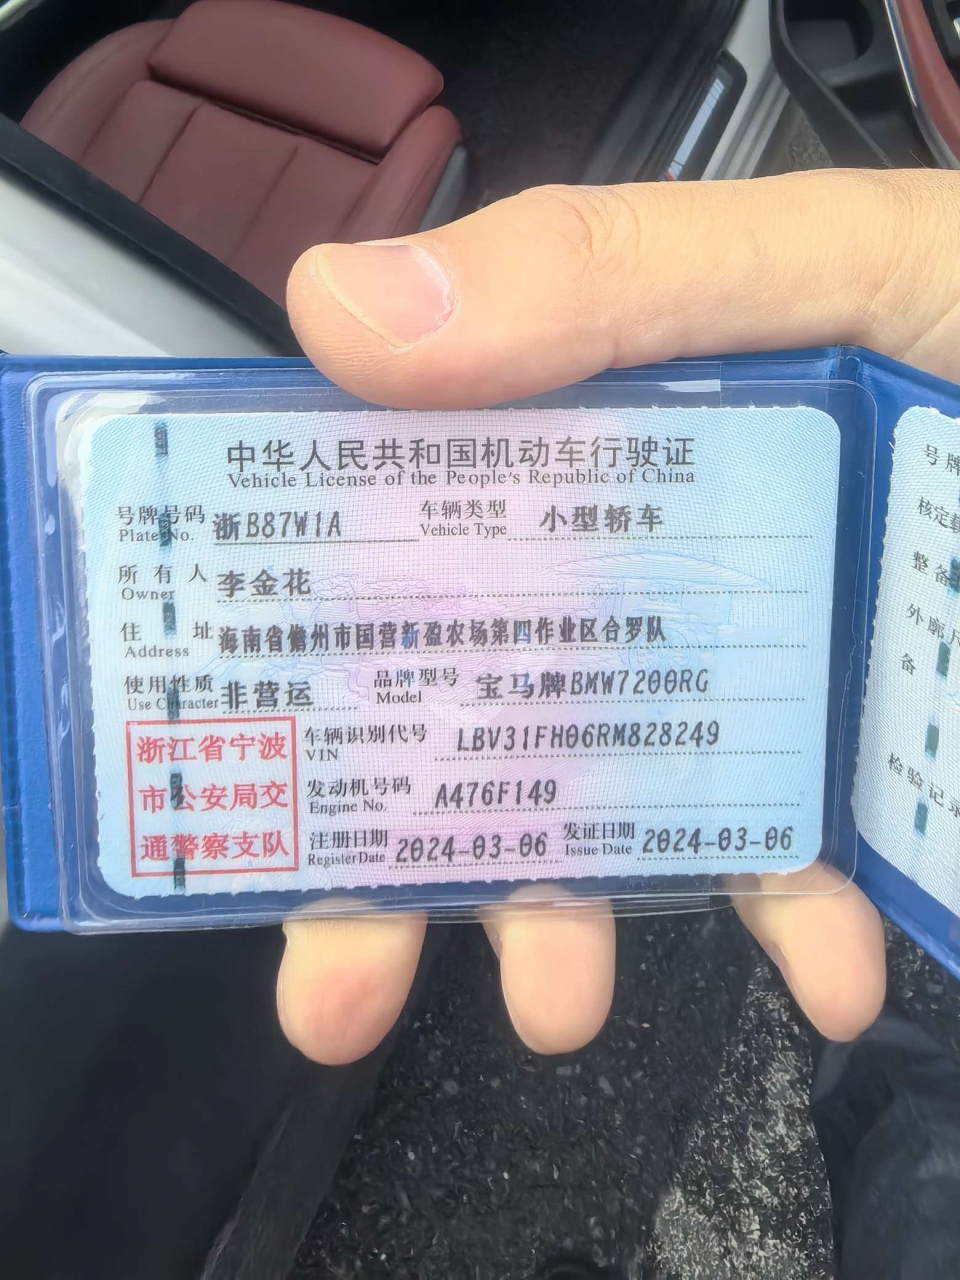 中华人民共和国机动车行驶证
Vehicle License of the People's Republic of China
号牌号码 浙B87W1A 车辆类型 小型轿车
Plate No. Vehicle Type
所有人 李金花
Owner
住址 海南省儋州市国营新盈农场第四作业区合罗队
Address
使用性质 非营运 品牌型号 宝马牌BMW7200RG
Use Character Model
浙江省宁波
市公安局交
通警察支队
车辆识别代号 LBV31FH06RM828249
VIN
发动机号码 A476F149
Engine No.
注册日期 2024-03-06 发证日期 2024-03-06
Register Date Issue Date
号牌
核定载
整备
外廓尺
备
检验记录